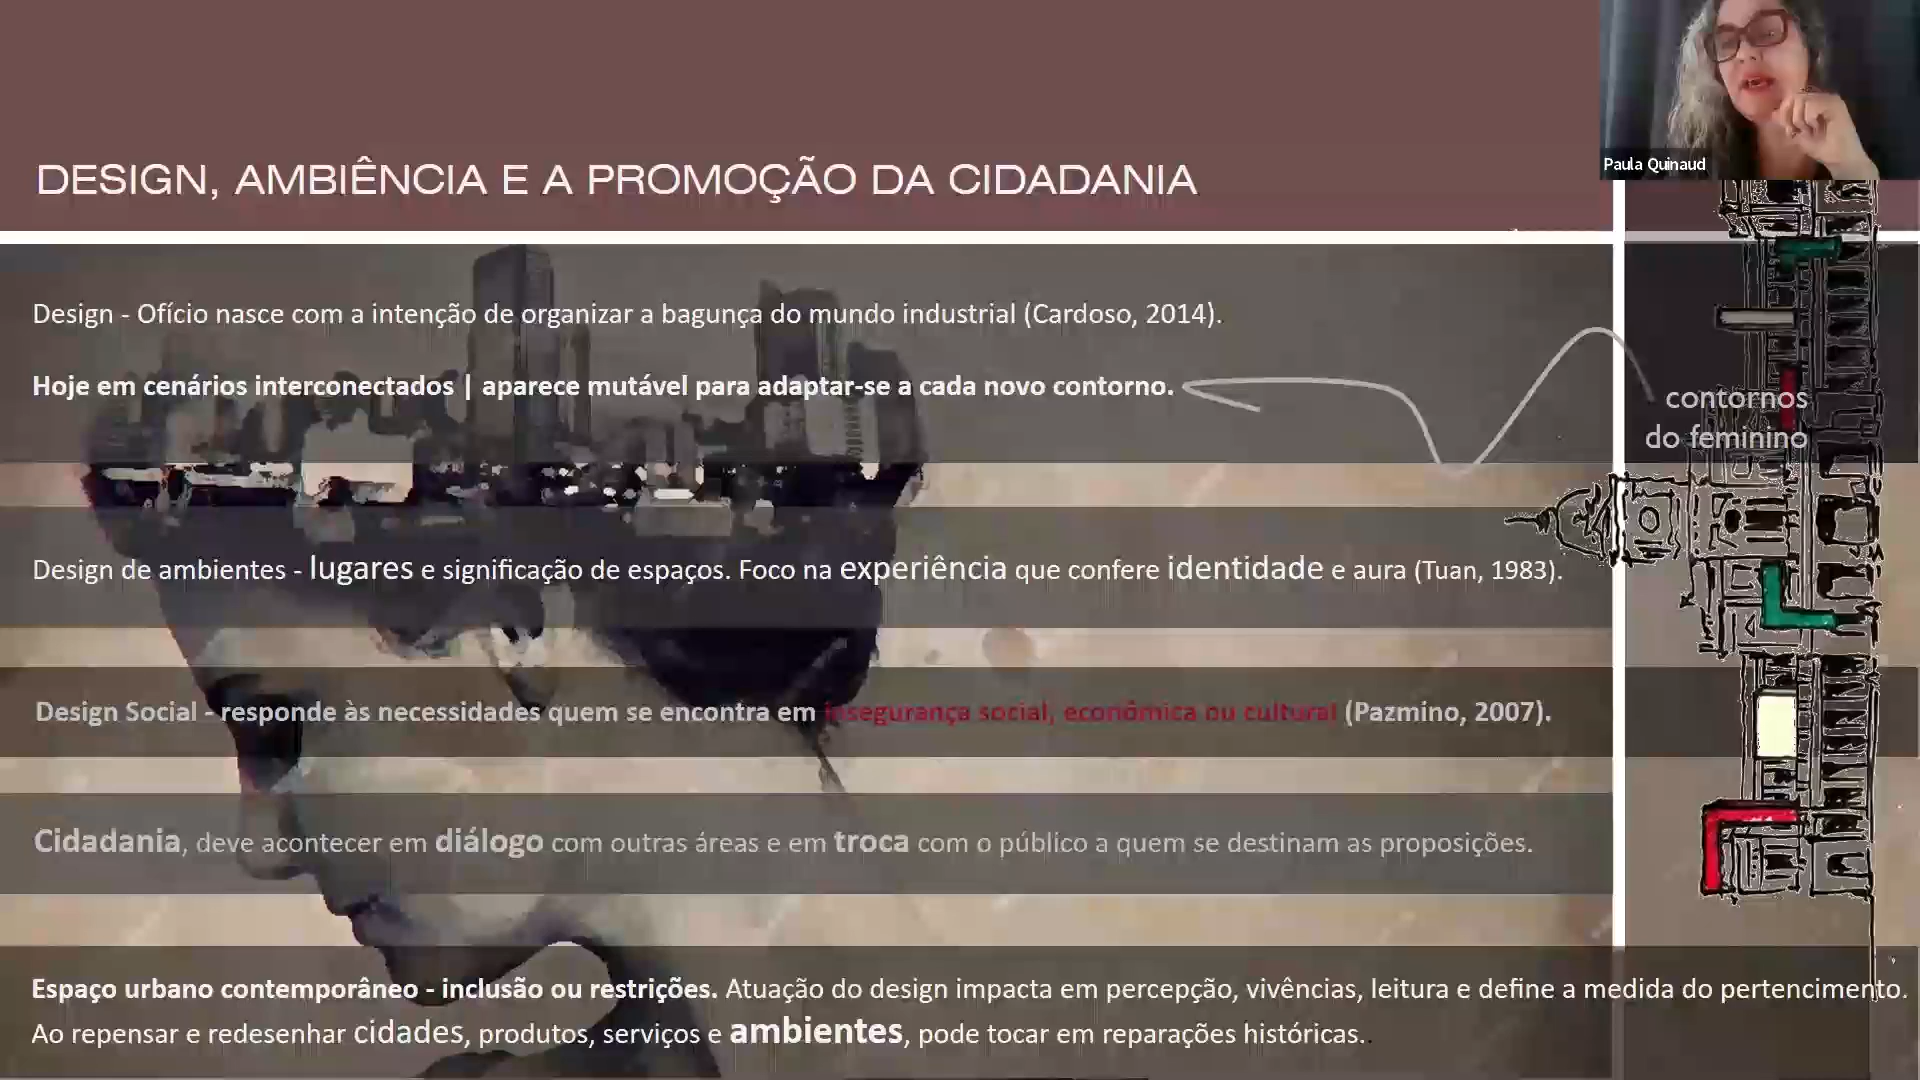 Paula Quinaud
DESIGN, AMBIÊNCIA E A PROMOÇÃO DA CIDADANIA
Design - Ofício nasce com a intenção de organizar a bagunça do mundo industrial (Cardoso, 2014).
Hoje em cenários interconectados | aparece mutável para adaptar-se a cada novo contorno.
contornos
do feminino
Design de ambientes - lugares e significação de espaços. Foco na experiência que confere identidade e aura (Tuan, 1983).
Design Social - responde às necessidades quem se encontra em insegurança social, econômica ou cultural (Pazmino, 2007).
Cidadania, deve acontecer em diálogo com outras áreas e em troca com o público a quem se destinam as proposições.
Espaço urbano contemporâneo - inclusão ou restrições. Atuação do design impacta em percepção, vivências, leitura e define a medida do pertencimento.
Ao repensar e redesenhar cidades, produtos, serviços e ambientes, pode tocar em reparações históricas..